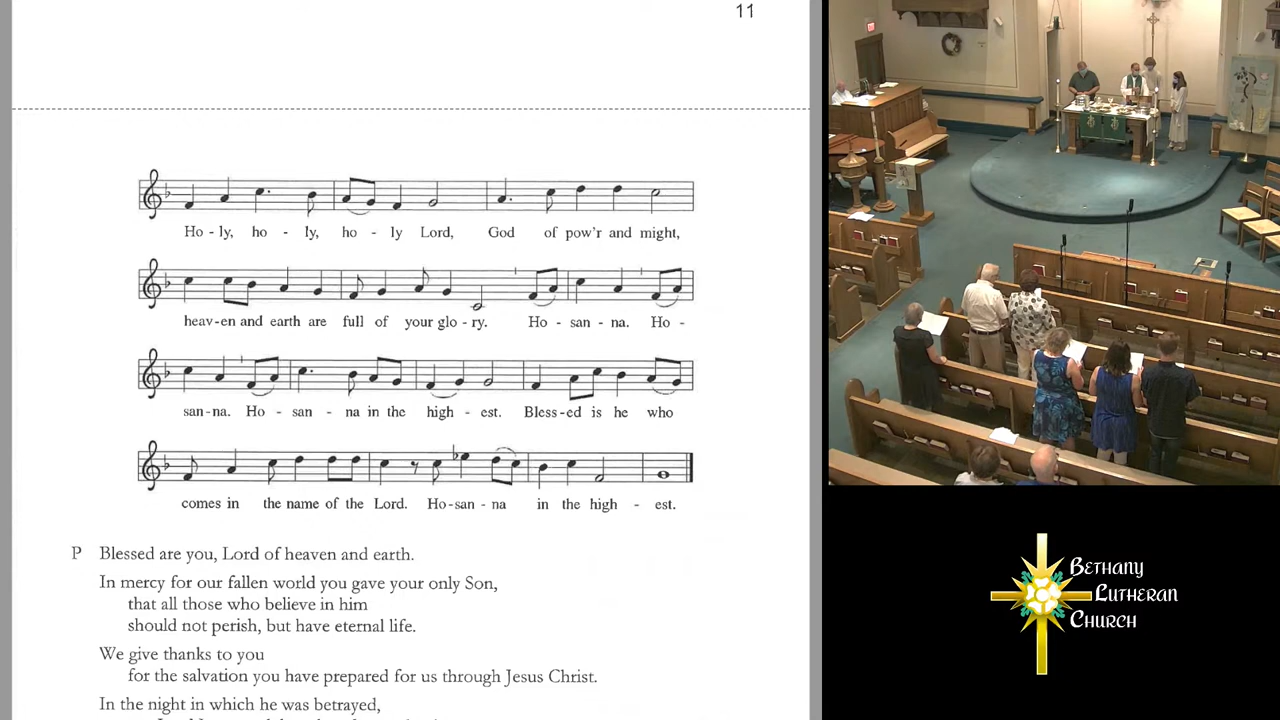 11
Ho - ly, ho - ly, ho - ly Lord, God of pow'r and might,
heav-en and earth are full of your glo - ry. Ho - san - na. Ho -
san-na. Ho - san - na in the high - est. Bless-ed is he who
comes in the name of the Lord. Ho-san - na in the high - est.
P Blessed are you, Lord of heaven and earth.
In mercy for our fallen world you gave your only Son,
that all those who believe in him
should not perish, but have eternal life.
We give thanks to you
for the salvation you have prepared for us through Jesus Christ.
In the night in which he was betrayed,
Bethany
Lutheran
Church